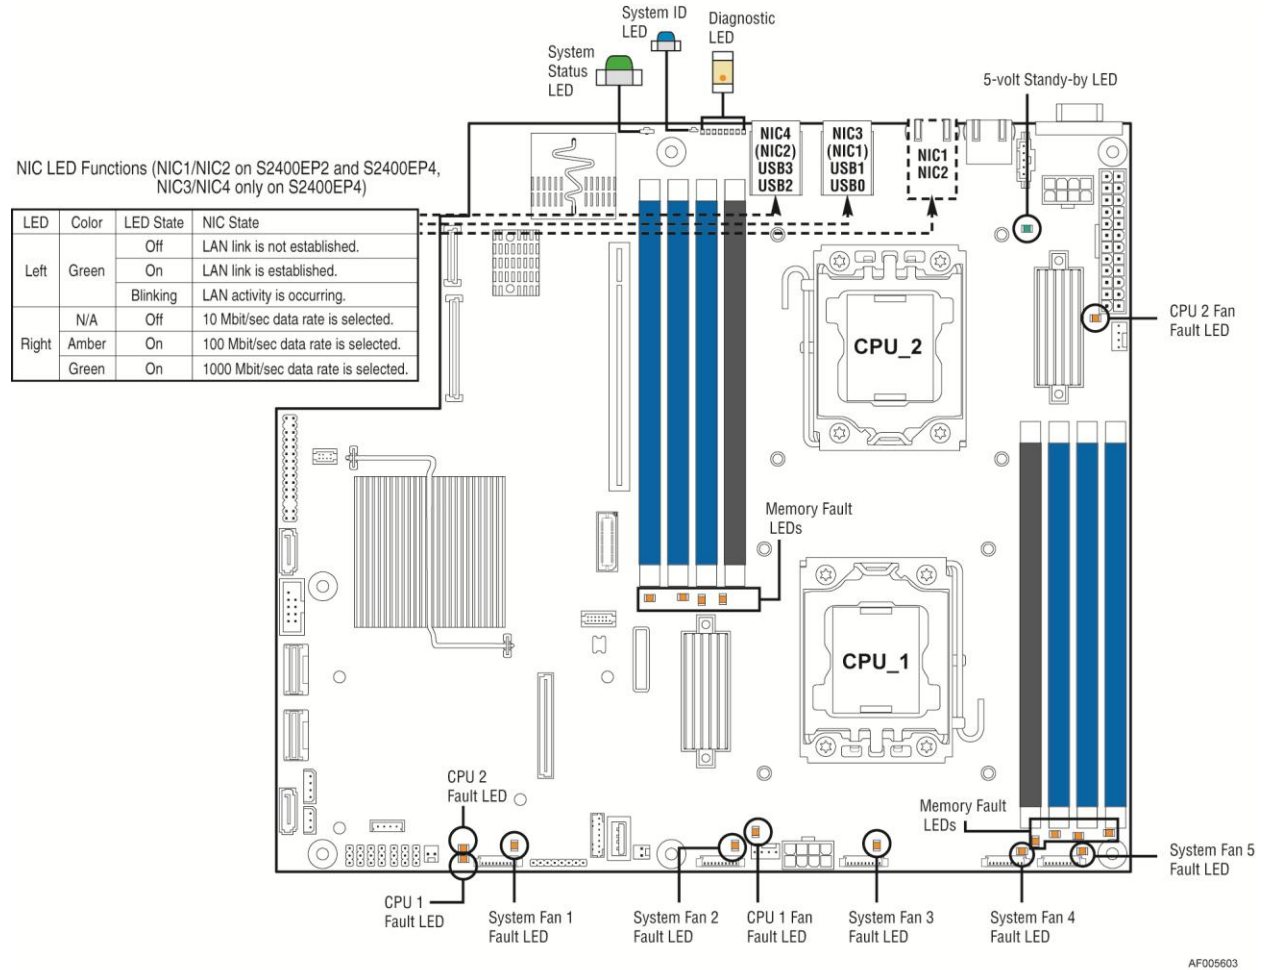 System ID
LED
Diagnostic
LED
System
Status
LED
5-volt Standy-by LED
NIC4
(NIC2)
USB3
USB2
NIC3
(NIC1)
USB1
USB0
NIC1
NIC2
NIC LED Functions (NIC1/NIC2 on S2400EP2 and S2400EP4,
NIC3/NIC4 only on S2400EP4)
LED Color LED State NIC State
Left Green Off LAN link is not established.
On LAN link is established.
Blinking LAN activity is occurring.
Right N/A Off 10 Mbit/sec data rate is selected.
Amber On 100 Mbit/sec data rate is selected.
Green On 1000 Mbit/sec data rate is selected.
CPU 2 Fan
Fault LED
CPU_2
Memory Fault
LEDs
CPU_1
CPU 2
Fault LED
Memory Fault
LEDs
System Fan 5
Fault LED
CPU 1
Fault LED
System Fan 1
Fault LED
System Fan 2
Fault LED
CPU 1 Fan
Fault LED
System Fan 3
Fault LED
System Fan 4
Fault LED
AF005603